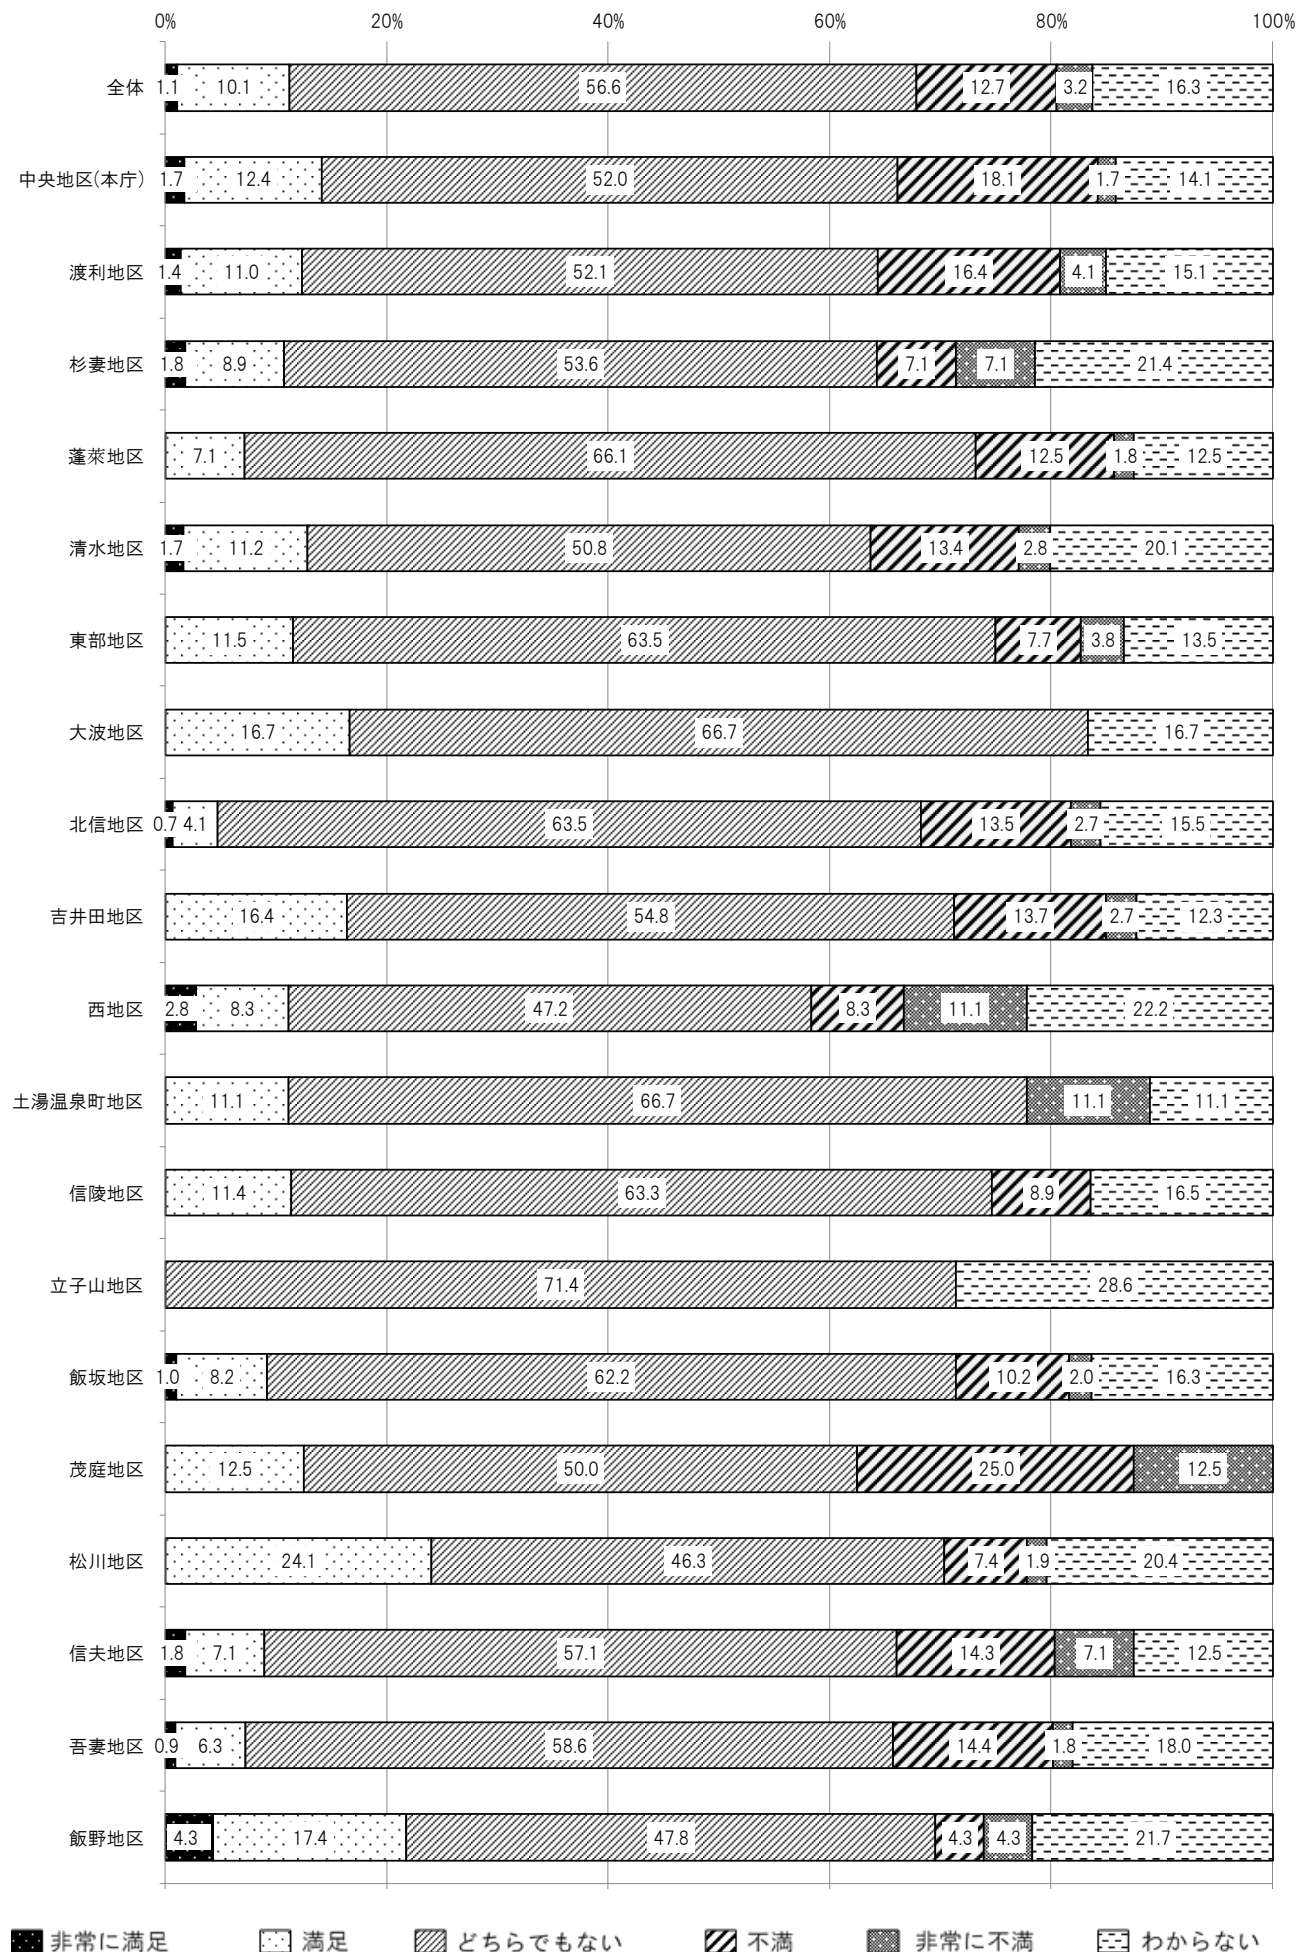 0% 20% 40% 60% 80% 100%
全体 1.1 10.1 56.6 12.7 3.2 16.3
中央地区(本庁) 1.7 12.4 52.0 18.1 1.7 14.1
渡利地区 1.4 11.0 52.1 16.4 4.1 15.1
杉妻地区 1.8 8.9 53.6 7.1 7.1 21.4
蓬萊地区 7.1 66.1 12.5 1.8 12.5
清水地区 1.7 11.2 50.8 13.4 2.8 20.1
東部地区 11.5 63.5 7.7 3.8 13.5
大波地区 16.7 66.7 16.7
北信地区 0.7 4.1 63.5 13.5 2.7 15.5
吉井田地区 16.4 54.8 13.7 2.7 12.3
西地区 2.8 8.3 47.2 8.3 11.1 22.2
土湯温泉町地区 11.1 66.7 11.1 11.1
信陵地区 11.4 63.3 8.9 16.5
立子山地区 71.4 28.6
飯坂地区 1.0 8.2 62.2 10.2 2.0 16.3
茂庭地区 12.5 50.0 25.0 12.5
松川地区 24.1 46.3 7.4 1.9 20.4
信夫地区 1.8 7.1 57.1 14.3 7.1 12.5
吾妻地区 0.9 6.3 58.6 14.4 1.8 18.0
飯野地区 4.3 17.4 47.8 4.3 4.3 21.7
非常に満足 満足 どちらでもない 不満 非常に不満 わからない